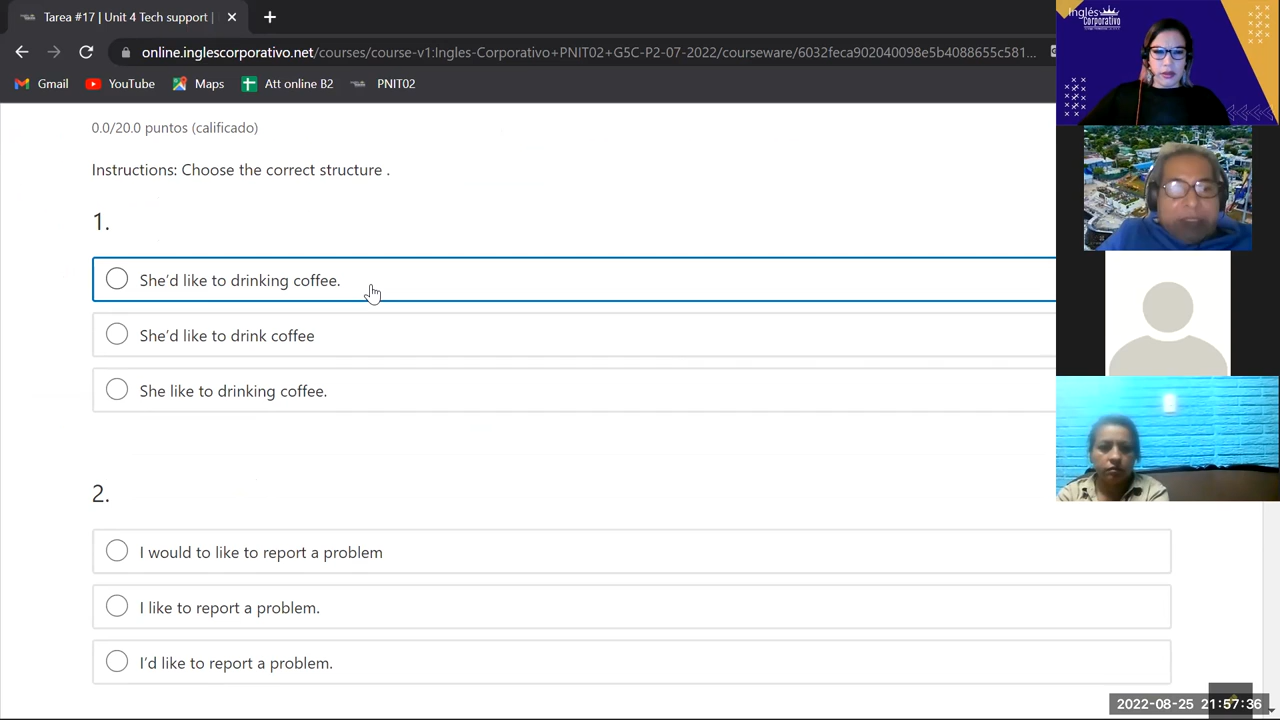 Tarea #17 | Unit 4 Tech support |
online.inglescorporativo.net/courses/course-v1:Ingles-Corporativo+PNIT02+G5C+PC-07-2022/courseware/
Gmail
YouTube
Maps
Att online B2
PNIT02
0.0/20.0 puntos (calificado)
Instructions: Choose the correct structure .
1.
She'd like to drinking coffee.
She'd like to drink coffee
She like to drinking coffee.
2.
I would to like to report a problem
I like to report a problem.
I'd like to report a problem.
Inglés
Corporativo
2022-08-25 21:57:36